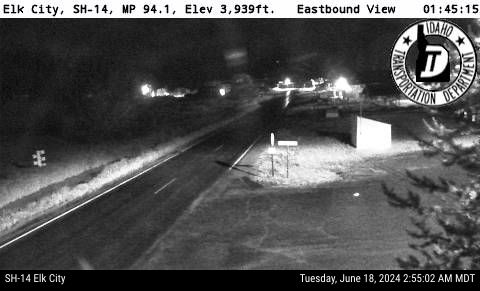 Elk City, SH-14, MP 94.1, Elev 3,939ft. Eastbound View 01:45:15
IDAHO
TRANSPORTATION DEPARTMENT
SH-14 Elk City Tuesday, June 18, 2024 2:55:02 AM MDT